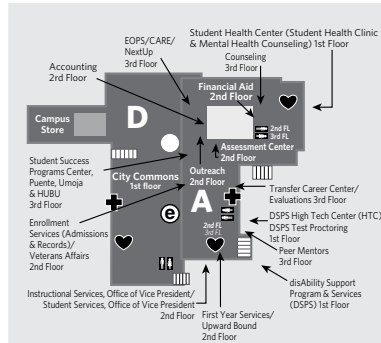 EOPS/CARE/
NextUp
3rd Floor
Student Health Center (Student Health Clinic
& Mental Health Counseling) 1st Floor
Counseling
3rd Floor
Accounting
2rd Floor
Financial Aid
2nd Floor
D
Campus
Store
2nd FL
3rd FL
Assessment Center
2nd Floor
Student Success
Programs Center,
Puente, Umoja
& HUBU
3rd Floor
City Commons
1st floor
Outreach
2nd Floor
Transfer Career Center/
Evaluations 3rd Floor
A
e
Enrollment
Services (Admissions
& Records)/
Veterans Affairs
2nd Floor
DSPS High Tech Center (HTC)
DSPS Test Proctoring
1st Floor
2nd FL
3rd FL
Peer Mentors
3rd Floor
disAbility Support
Program & Services
(DSPS) 1st Floor
Instructional Services, Office of Vice President/
Student Services, Office of Vice President
2nd Floor
First Year Services/
Upward Bound
2nd Floor